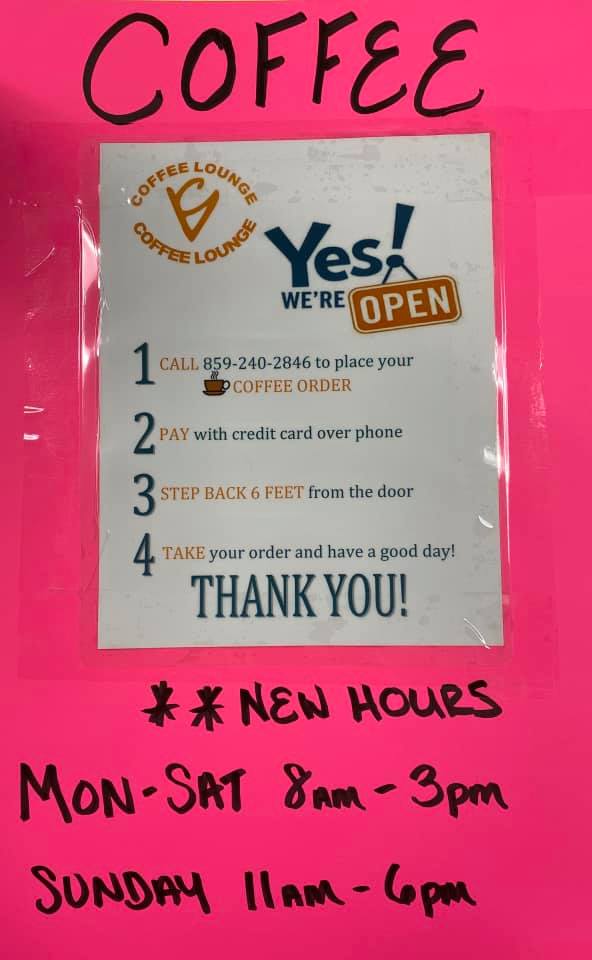 COFFEE
COFFEE LOUNGE
COFFEE LOUNGE
Yes!
WE'RE OPEN
1 CALL 859-240-2846 to place your
COFFEE ORDER
2 PAY with credit card over phone
3 STEP BACK 6 FEET from the door
4 TAKE your order and have a good day!
THANK YOU!
** NEW HOURS
MON-SAT 8AM - 3pm
SUNDAY 11AM - 6pm